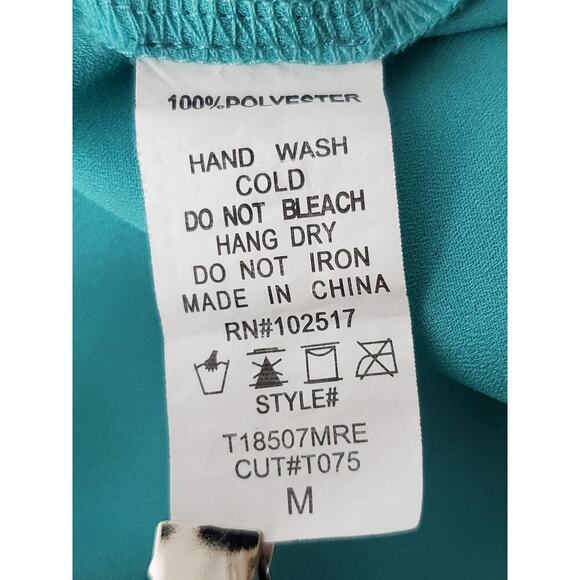 100%POLYESTER
HAND WASH
COLD
DO NOT BLEACH
HANG DRY
DO NOT IRON
MADE IN CHINA
RN#102517
STYLE#
T18507MRE
CUT#T075
M